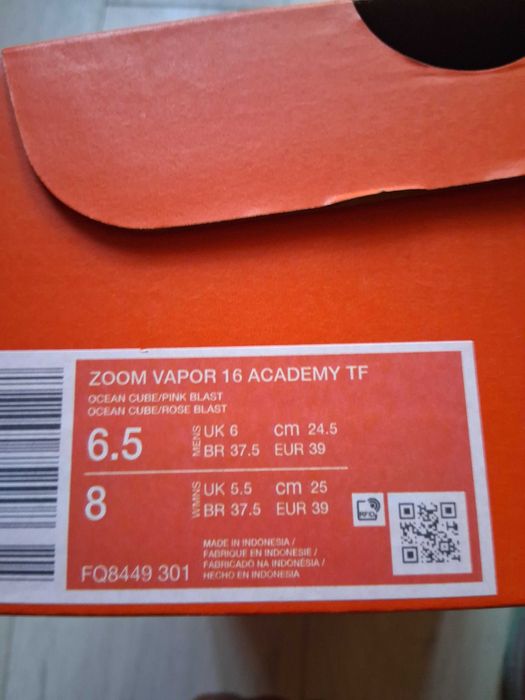 ZOOM VAPOR 16 ACADEMY TF
OCEAN CUBE/PINK BLAST
OCEAN CUBE/ROSE BLAST
6.5 MENS UK 6 cm 24.5
BR 37.5 EUR 39
8 W/MNS UK 5.5 cm 25
BR 37.5 EUR 39
MADE IN INDONESIA /
FABRIQUE EN INDONESIE /
FABRICADO NA INDONÉSIA /
HECHO EN INDONESIA
FQ8449 301